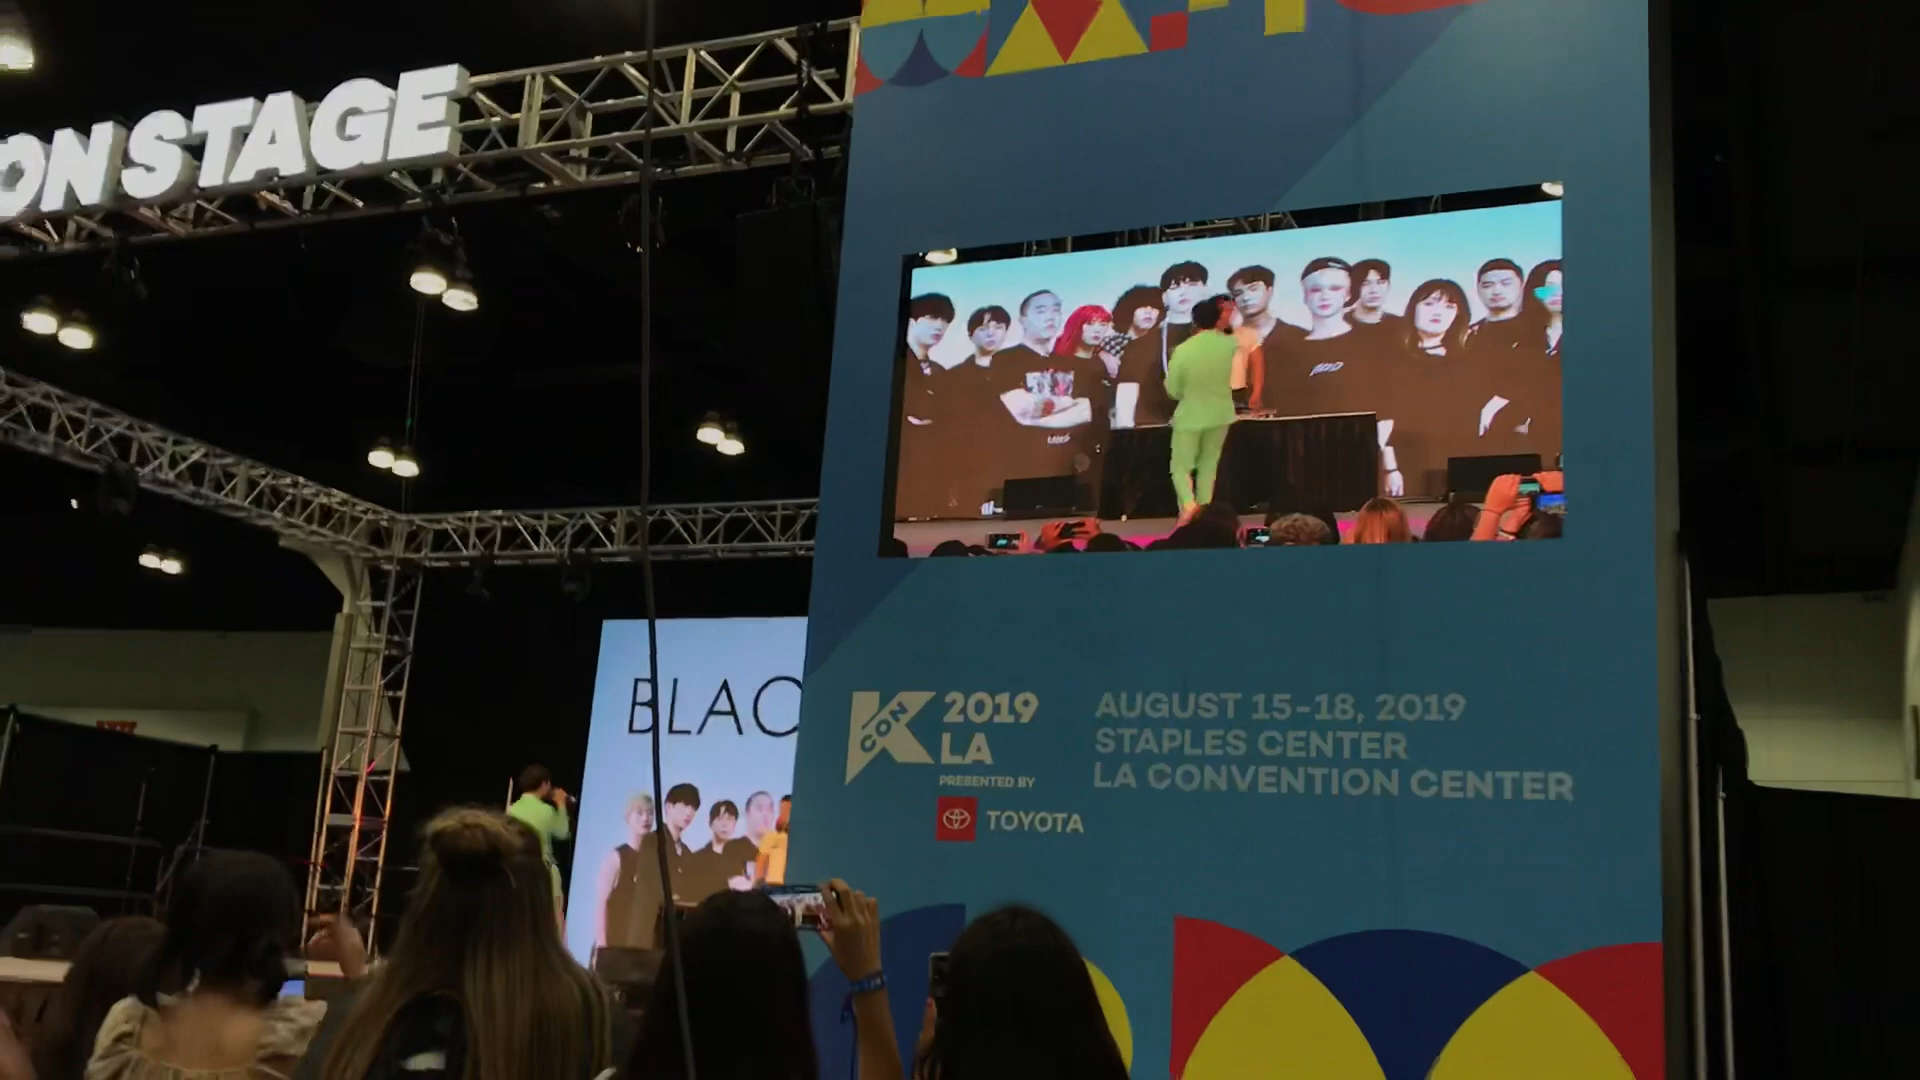 ON STAGE
BLAC
K CON
2019
LA
PRESENTED BY
TOYOTA
AUGUST 15-18, 2019
STAPLES CENTER
LA CONVENTION CENTER